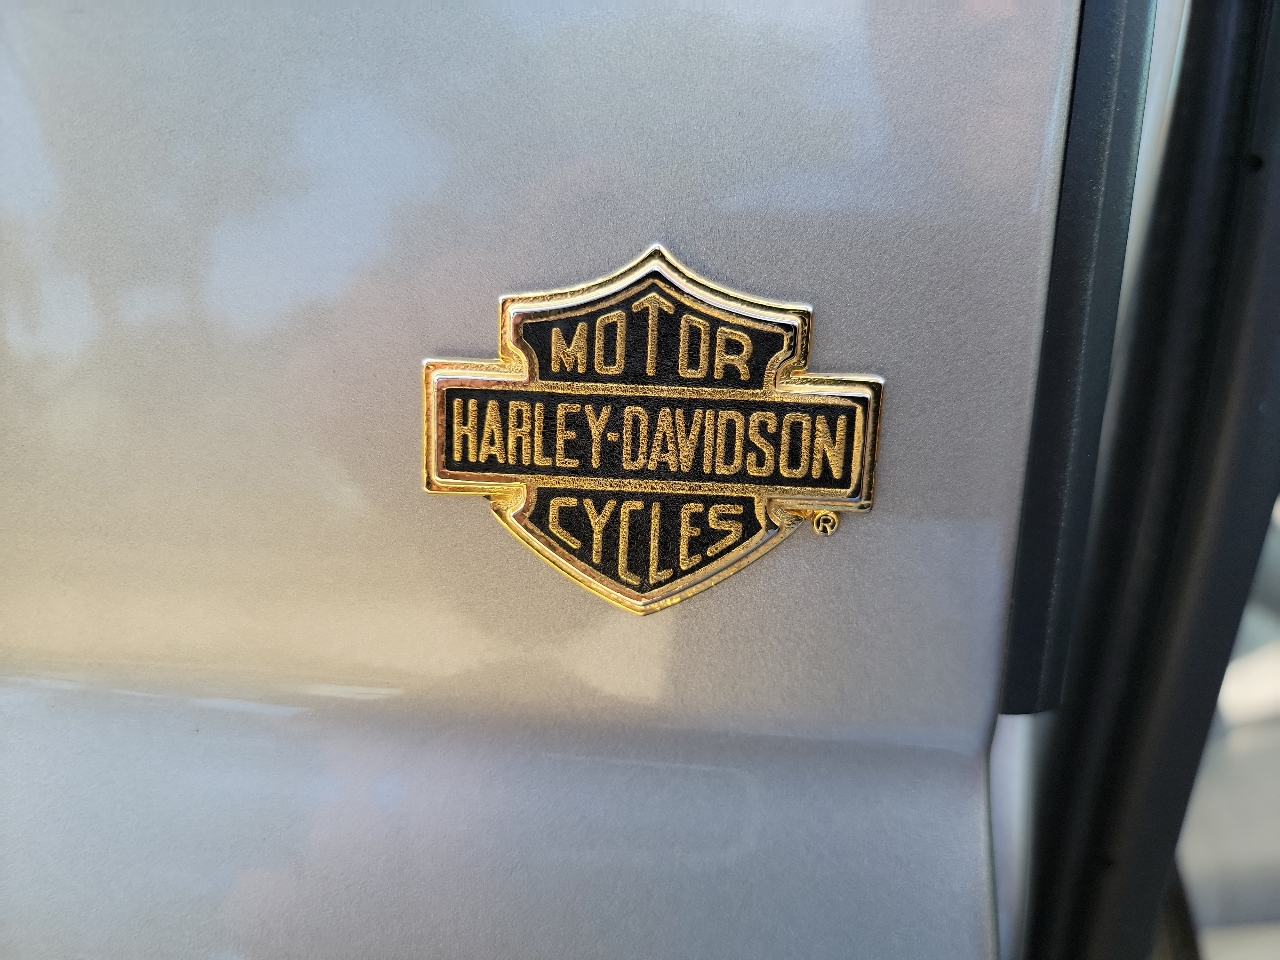 MOTOR
HARLEY-DAVIDSON
CYCLES
®